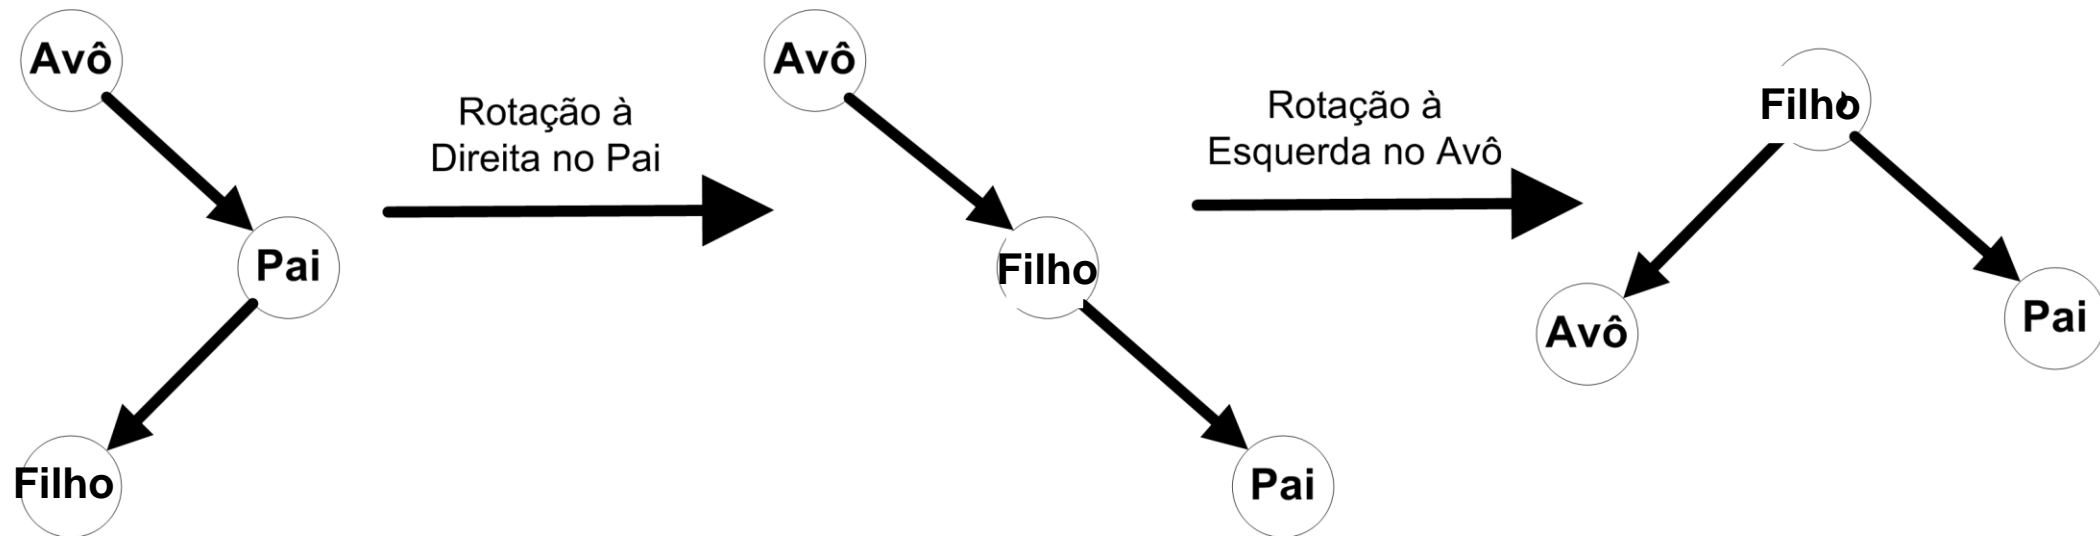 Avô
Pai
Filho
Rotação à
Direita no Pai
Avô
Filho
Pai
Rotação à
Esquerda no Avô
Filho
Avô
Pai